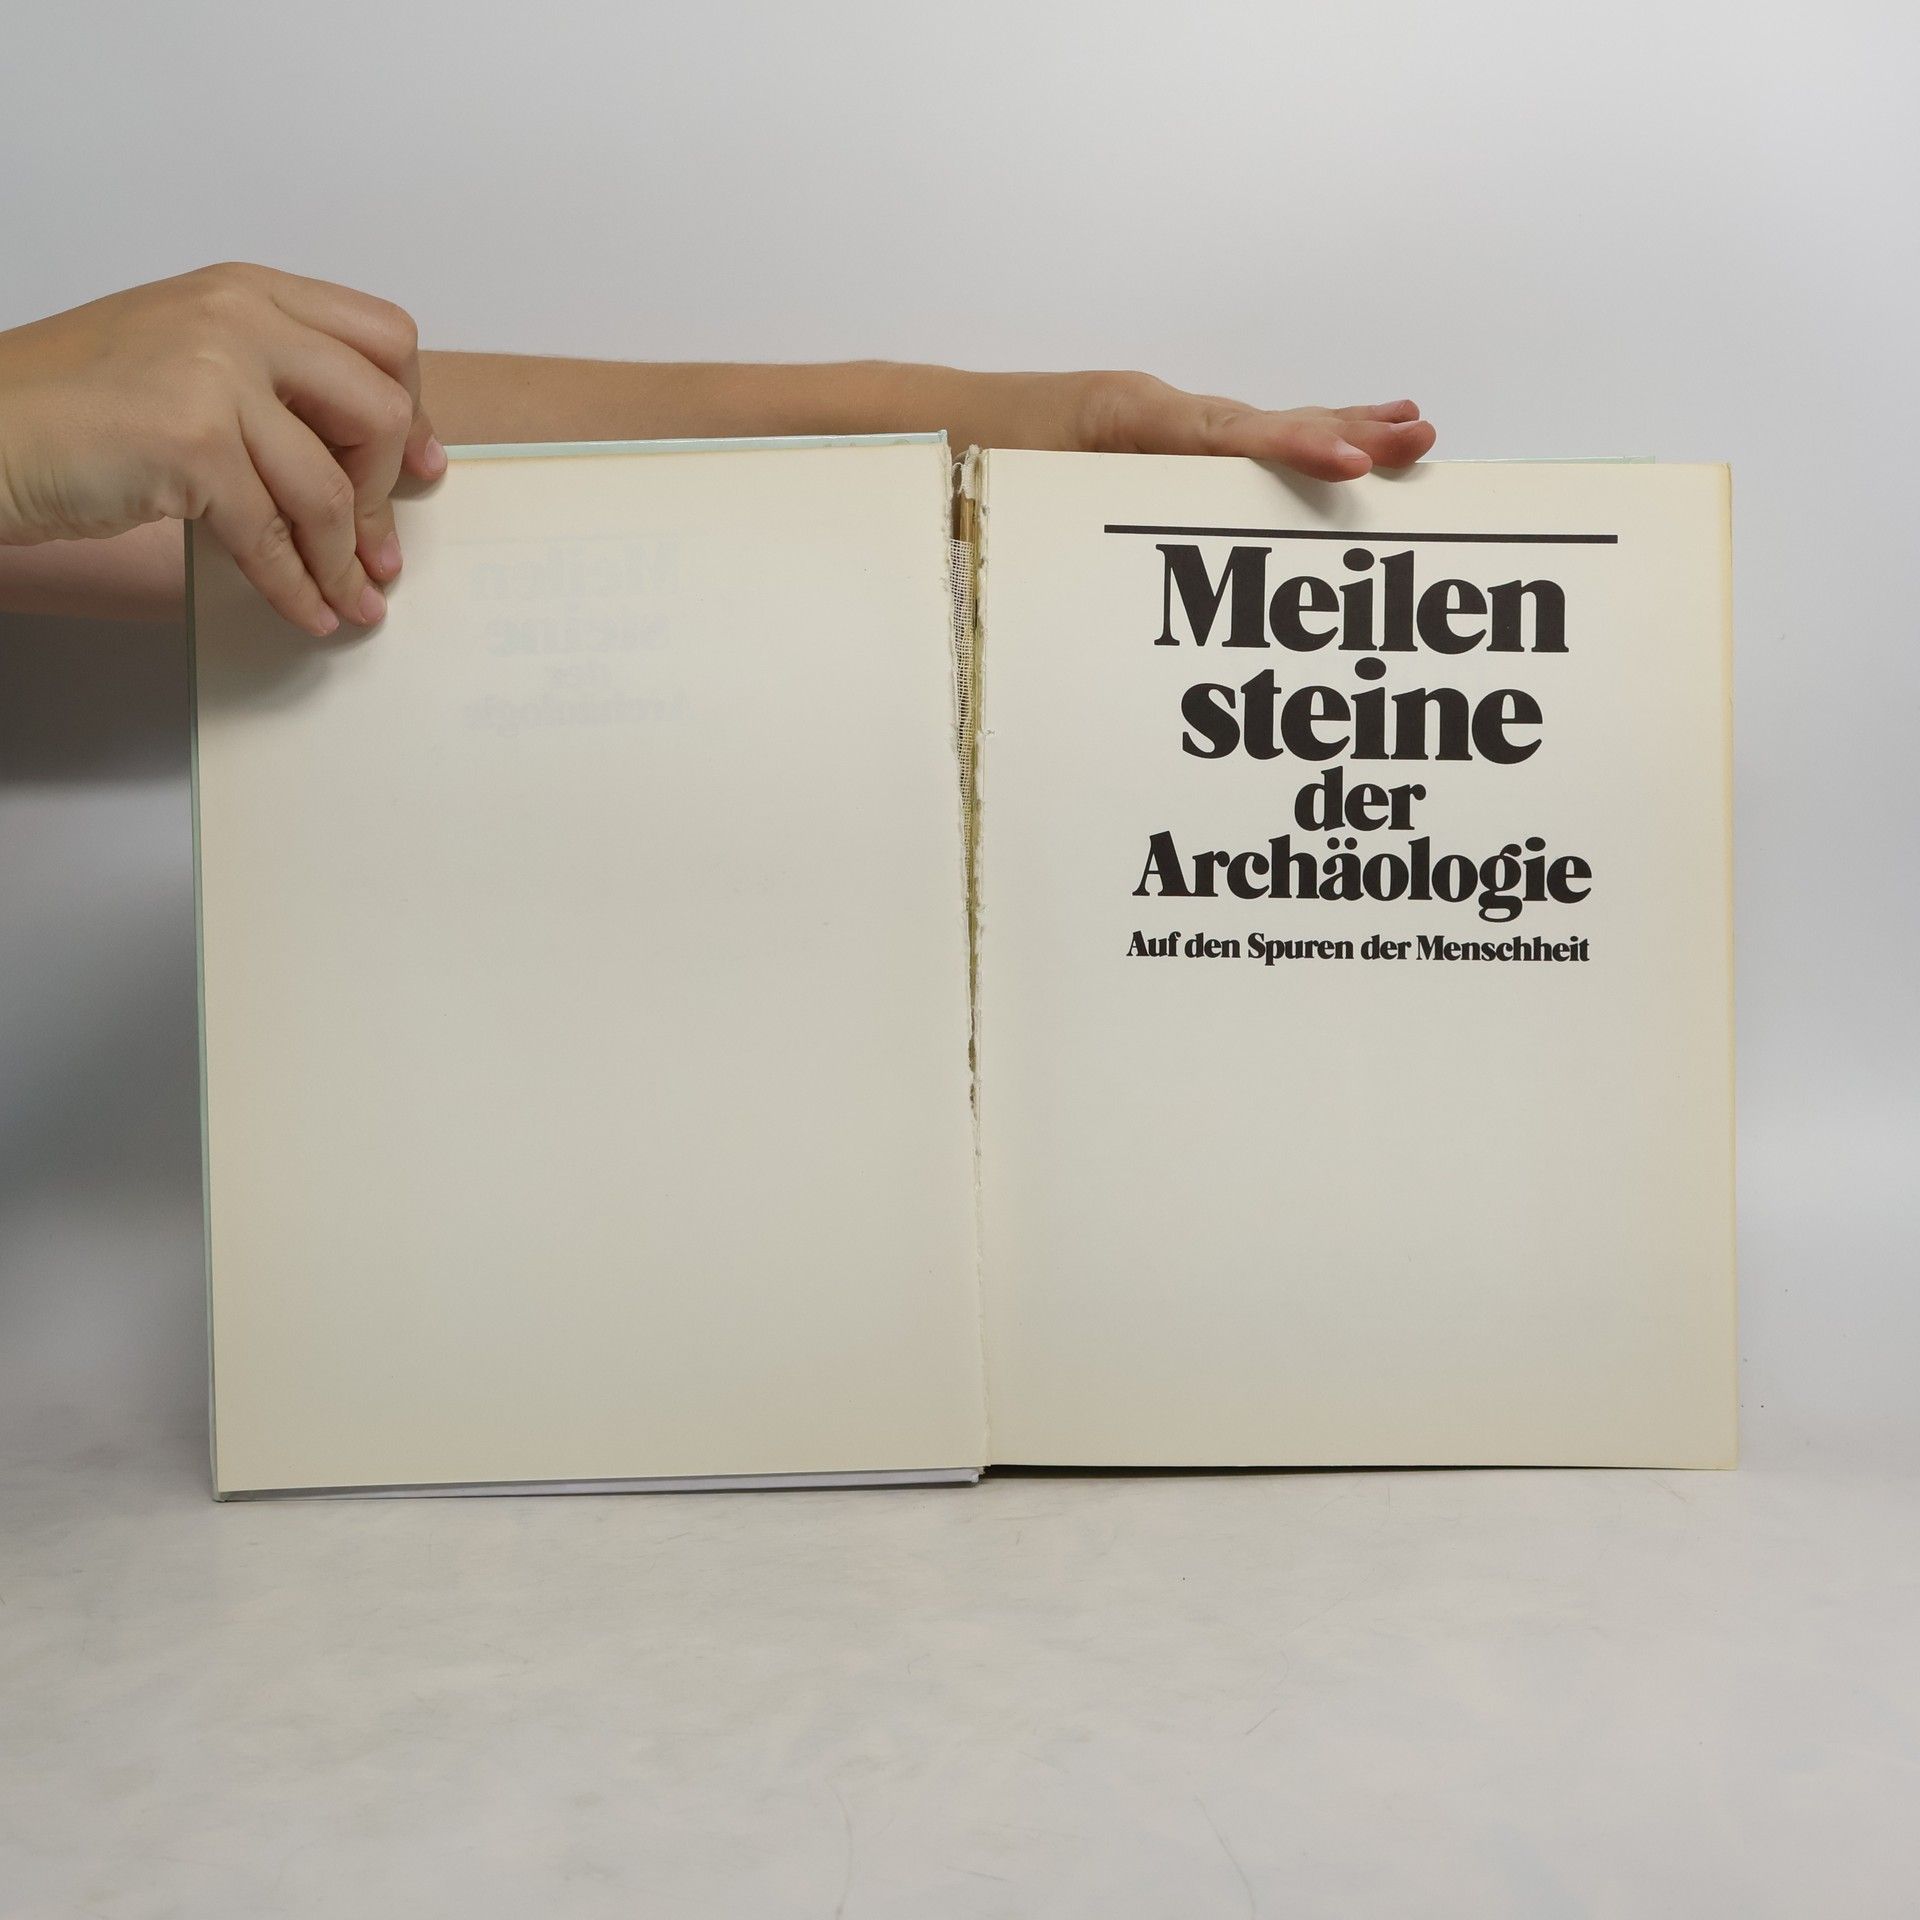 Meilen
steine
der
Archäologie
Auf den Spuren der Menschheit